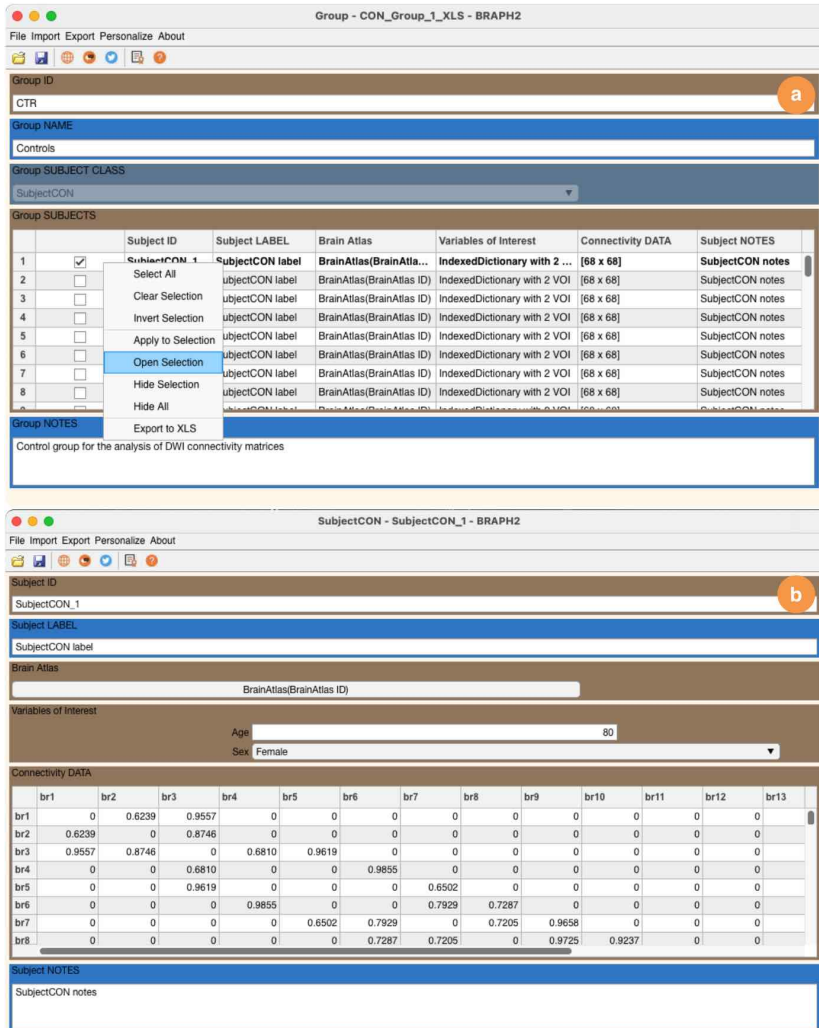 Group - CON_Group_1_XLS - BRAPH2
File Import Export Personalize About
Group ID
a
CTR
Group NAME
Controls
Group SUBJECT CLASS
SubjectCON
Group SUBJECTS
Subject ID Subject LABEL Brain Atlas Variables of Interest Connectivity DATA Subject NOTES
1 SubjectCON_1 SubjectCON label BrainAtlas(BrainAtla... IndexedDictionary with 2 ... [68 x 68] SubjectCON notes
2 ubjectCON label BrainAtlas(BrainAtlas ID) IndexedDictionary with 2 VOI [68 x 68] SubjectCON notes
3 ubjectCON label BrainAtlas(BrainAtlas ID) IndexedDictionary with 2 VOI [68 x 68] SubjectCON notes
4 ubjectCON label BrainAtlas(BrainAtlas ID) IndexedDictionary with 2 VOI [68 x 68] SubjectCON notes
5 ubjectCON label BrainAtlas(BrainAtlas ID) IndexedDictionary with 2 VOI [68 x 68] SubjectCON notes
6 ubjectCON label BrainAtlas(BrainAtlas ID) IndexedDictionary with 2 VOI [68 x 68] SubjectCON notes
7 ubjectCON label BrainAtlas(BrainAtlas ID) IndexedDictionary with 2 VOI [68 x 68] SubjectCON notes
8 ubjectCON label BrainAtlas(BrainAtlas ID) IndexedDictionary with 2 VOI [68 x 68] SubjectCON notes
Select All
Clear Selection
Invert Selection
Apply to Selection
Open Selection
Hide Selection
Hide All
Export to XLS
Group NOTES
Control group for the analysis of DWI connectivity matrices
SubjectCON - SubjectCON_1 - BRAPH2
File Import Export Personalize About
Subject ID
b
SubjectCON_1
Subject LABEL
SubjectCON label
Brain Atlas
BrainAtlas(BrainAtlas ID)
Variables of Interest
Age 80
Sex Female
Connectivity DATA
br1 br2 br3 br4 br5 br6 br7 br8 br9 br10 br11 br12 br13
br1 0 0.6239 0.9557 0 0 0 0 0 0 0 0 0
br2 0.6239 0 0.8746 0 0 0 0 0 0 0 0 0
br3 0.9557 0.8746 0 0.6810 0.9619 0 0 0 0 0 0 0
br4 0 0 0.6810 0 0 0.9855 0 0 0 0 0 0
br5 0 0 0.9619 0 0 0 0.6502 0 0 0 0 0
br6 0 0 0 0.9855 0 0 0.7929 0.7287 0 0 0 0
br7 0 0 0 0 0.6502 0.7929 0 0.7205 0.9658 0 0 0
br8 0 0 0 0 0 0.7287 0.7205 0 0.9725 0.9237 0 0
Subject NOTES
SubjectCON notes